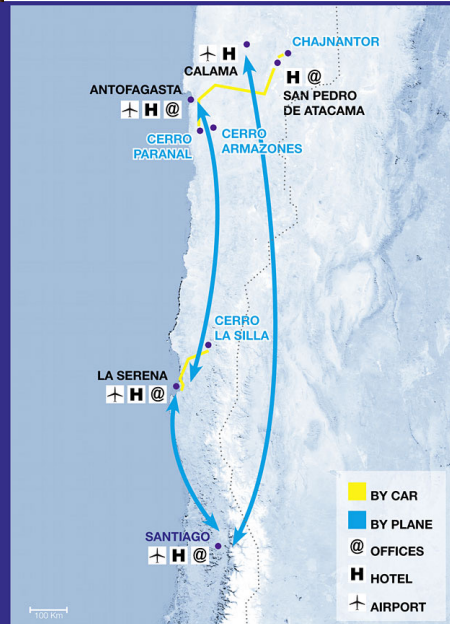 CHAJNANTOR
H
CALAMA
H @
SAN PEDRO
DE ATACAMA
ANTOFAGASTA
H @
CERRO
PARANAL
CERRO
ARMAZONES
CERRO
LA SILLA
LA SERENA
H @
SANTIAGO
H @
BY CAR
BY PLANE
@ OFFICES
H HOTEL
AIRPORT
100 Km